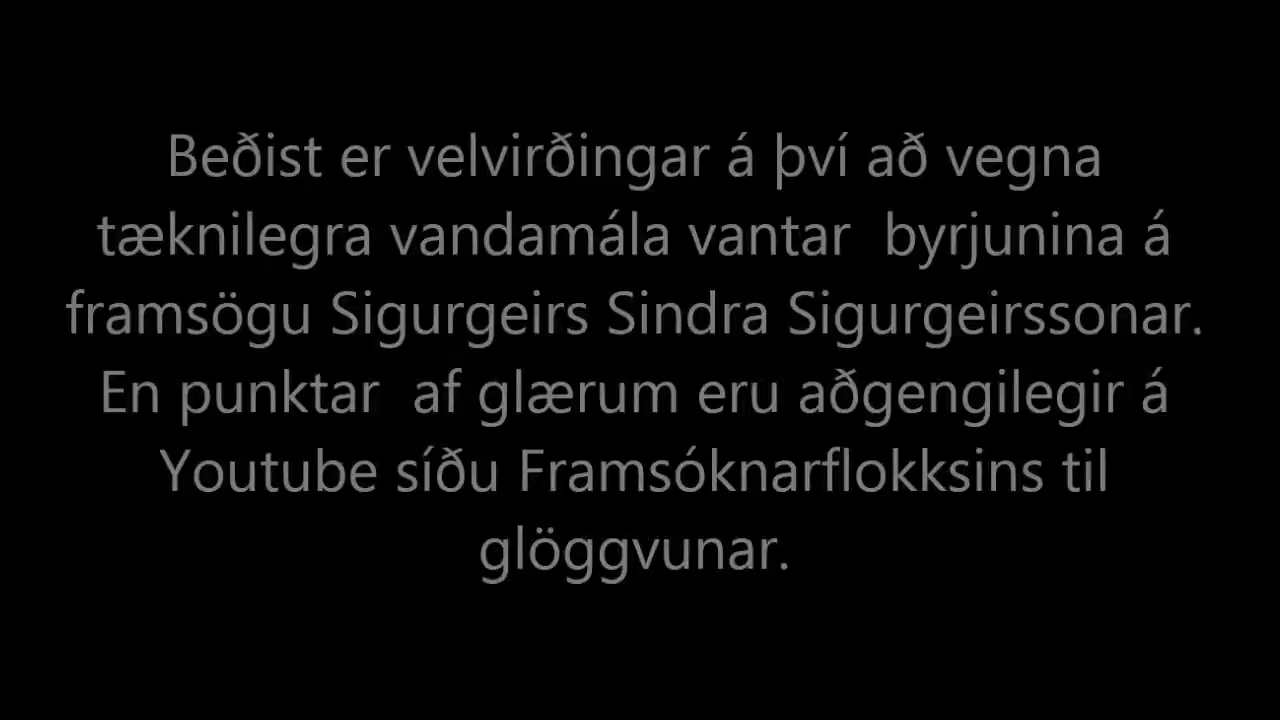 Beðist er velvirðingar á því að vegna
tæknilegra vandamála vantar  byrjunina á
framsögu Sigurgeirs Sindra Sigurgeirssonar.
En punktar  af glærum eru aðgengilegir á
Youtube síðu Framsóknarflokksins til
glöggvunar.